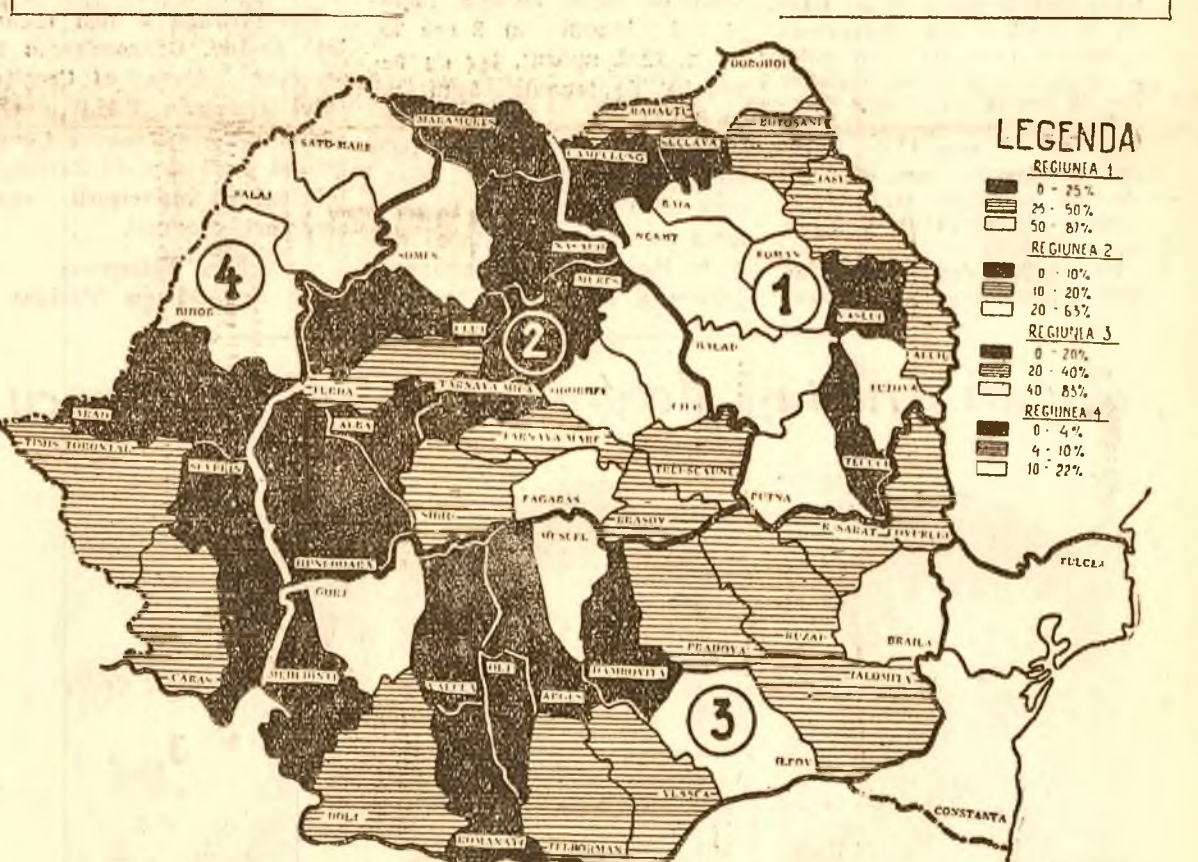 DOROHOI
RADAUTI
BOTOSANI
MARAMURES
SUCEAVA
CAMPULUNG
SATU-MARE
IASI
SALAJ
BAIA
NEAMT
ROMAN
NASAUD
SOMES
MURES
4
1
BIHOR
VASLUI
CLUJ
2
BACAU
FALCIU
TURDA
TARNAVA MICA
ODORHEI
TUTOVA
CIUC
ARAD
ALBA
TIMIS TORONTAL
TARNAVA MARE
SEVERIN
TREI-SCAUNE
TECUCI
FAGARAS
PUTNA
SIBIU
BRASOV
R. SARAT
COVURLUI
MUSCEL
HUNEDOARA
TULCEA
GORJ
BUZAU
BRAILA
PRAHOVA
CARAS
MEHEDINTI
OLT
DAMBOVITA
VALCEA
IALOMITA
ARGES
3
ILFOV
VLASCA
DOLJ
CONSTANTA
ROMANATI
TELEORMAN
LEGENDA
REGIUNEA 1
0 - 25%
25 - 50%
50 - 87%
REGIUNEA 2
0 - 10%
10 - 20%
20 - 63%
REGIUNEA 3
0 - 20%
20 - 40%
40 - 83%
REGIUNEA 4
0 - 4%
4 - 10%
10 - 22%